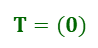 T = (0)